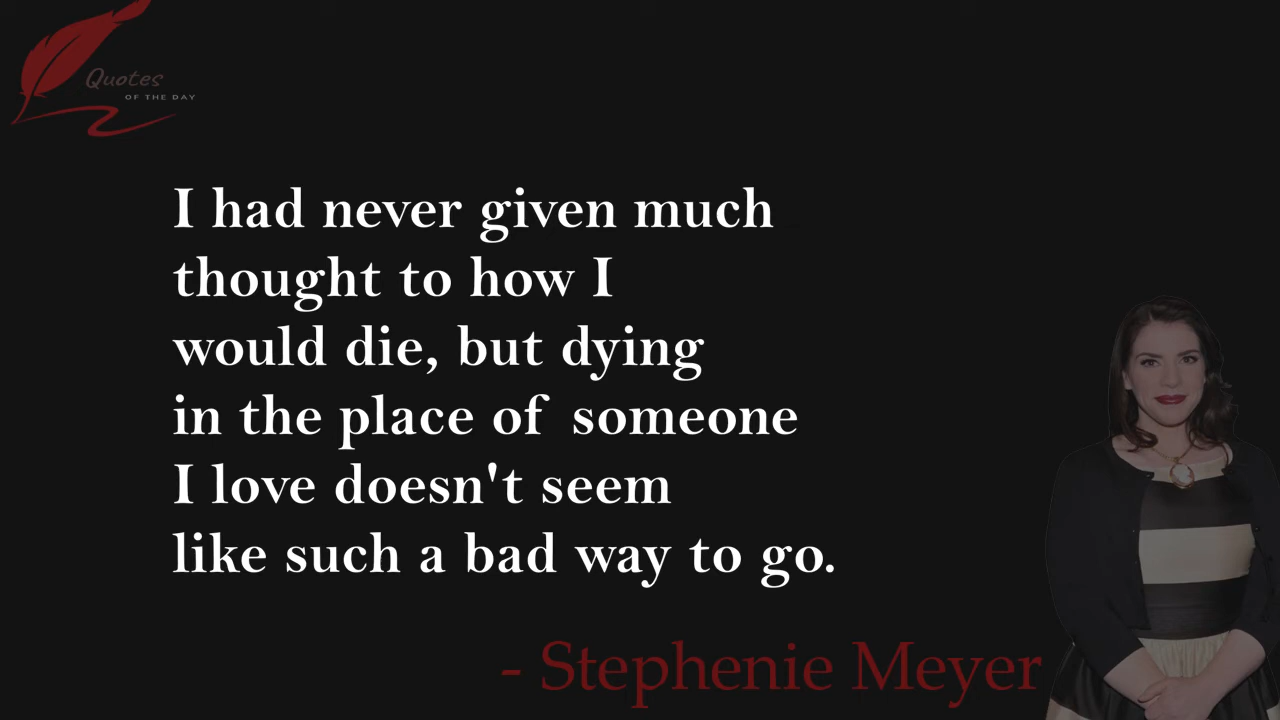 Quotes
OF THE DAY
I had never given much
thought to how I
would die, but dying
in the place of someone
I love doesn't seem
like such a bad way to go.
- Stephenie Meyer